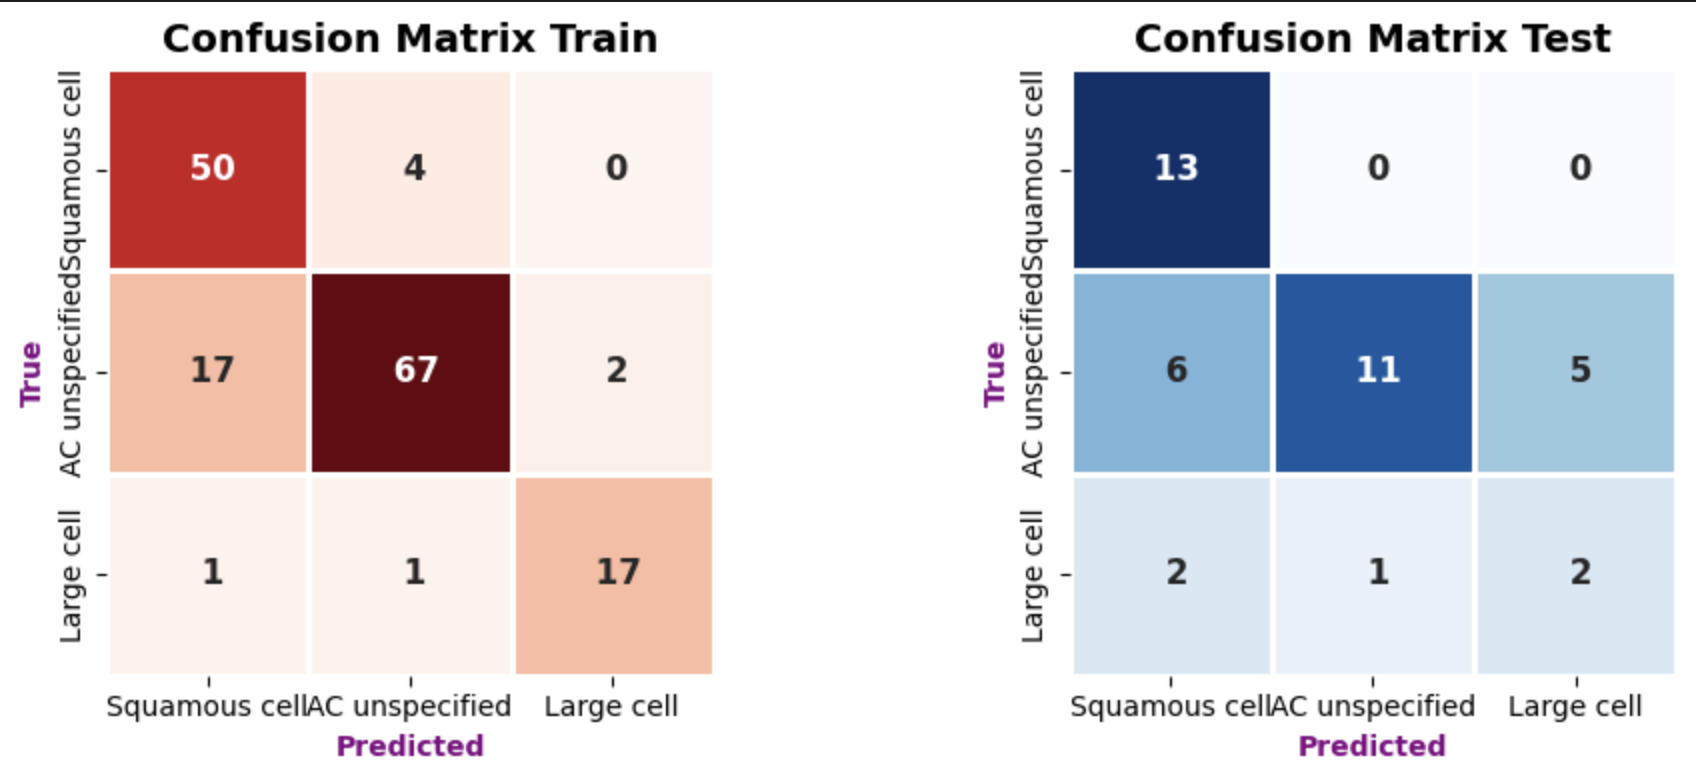 Confusion Matrix Train
Squamous cell
50 4 0
AC unspecified
17 67 2
Large cell
1 1 17
True
Squamous cell AC unspecified Large cell
Predicted
Confusion Matrix Test
Squamous cell
13 0 0
AC unspecified
6 11 5
Large cell
2 1 2
True
Squamous cell AC unspecified Large cell
Predicted